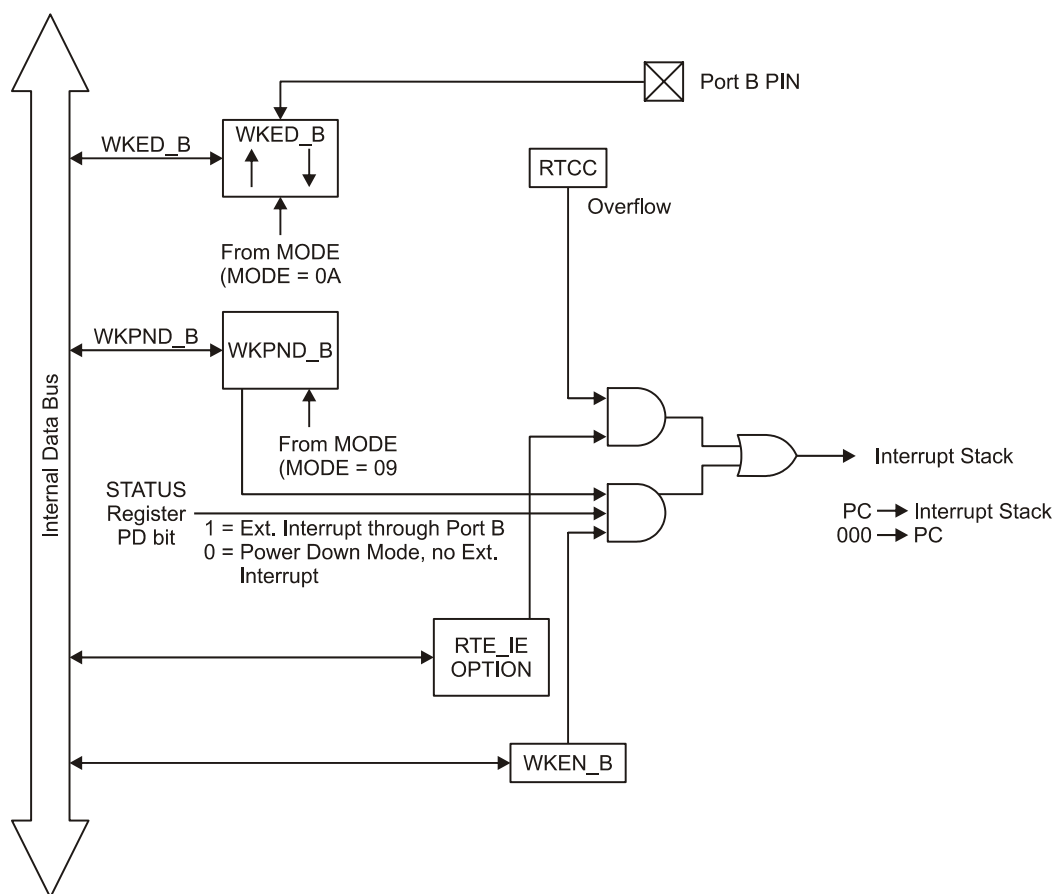 Port B PIN
WKED_B
WKED_B
RTCC
Overflow
From MODE
(MODE = 0A
WKPND_B
WKPND_B
Internal Data Bus
From MODE
(MODE = 09
Interrupt Stack
STATUS
Register
PD bit
1 = Ext. Interrupt through Port B
0 = Power Down Mode, no Ext.
Interrupt
PC → Interrupt Stack
000 → PC
RTE_IE
OPTION
WKEN_B